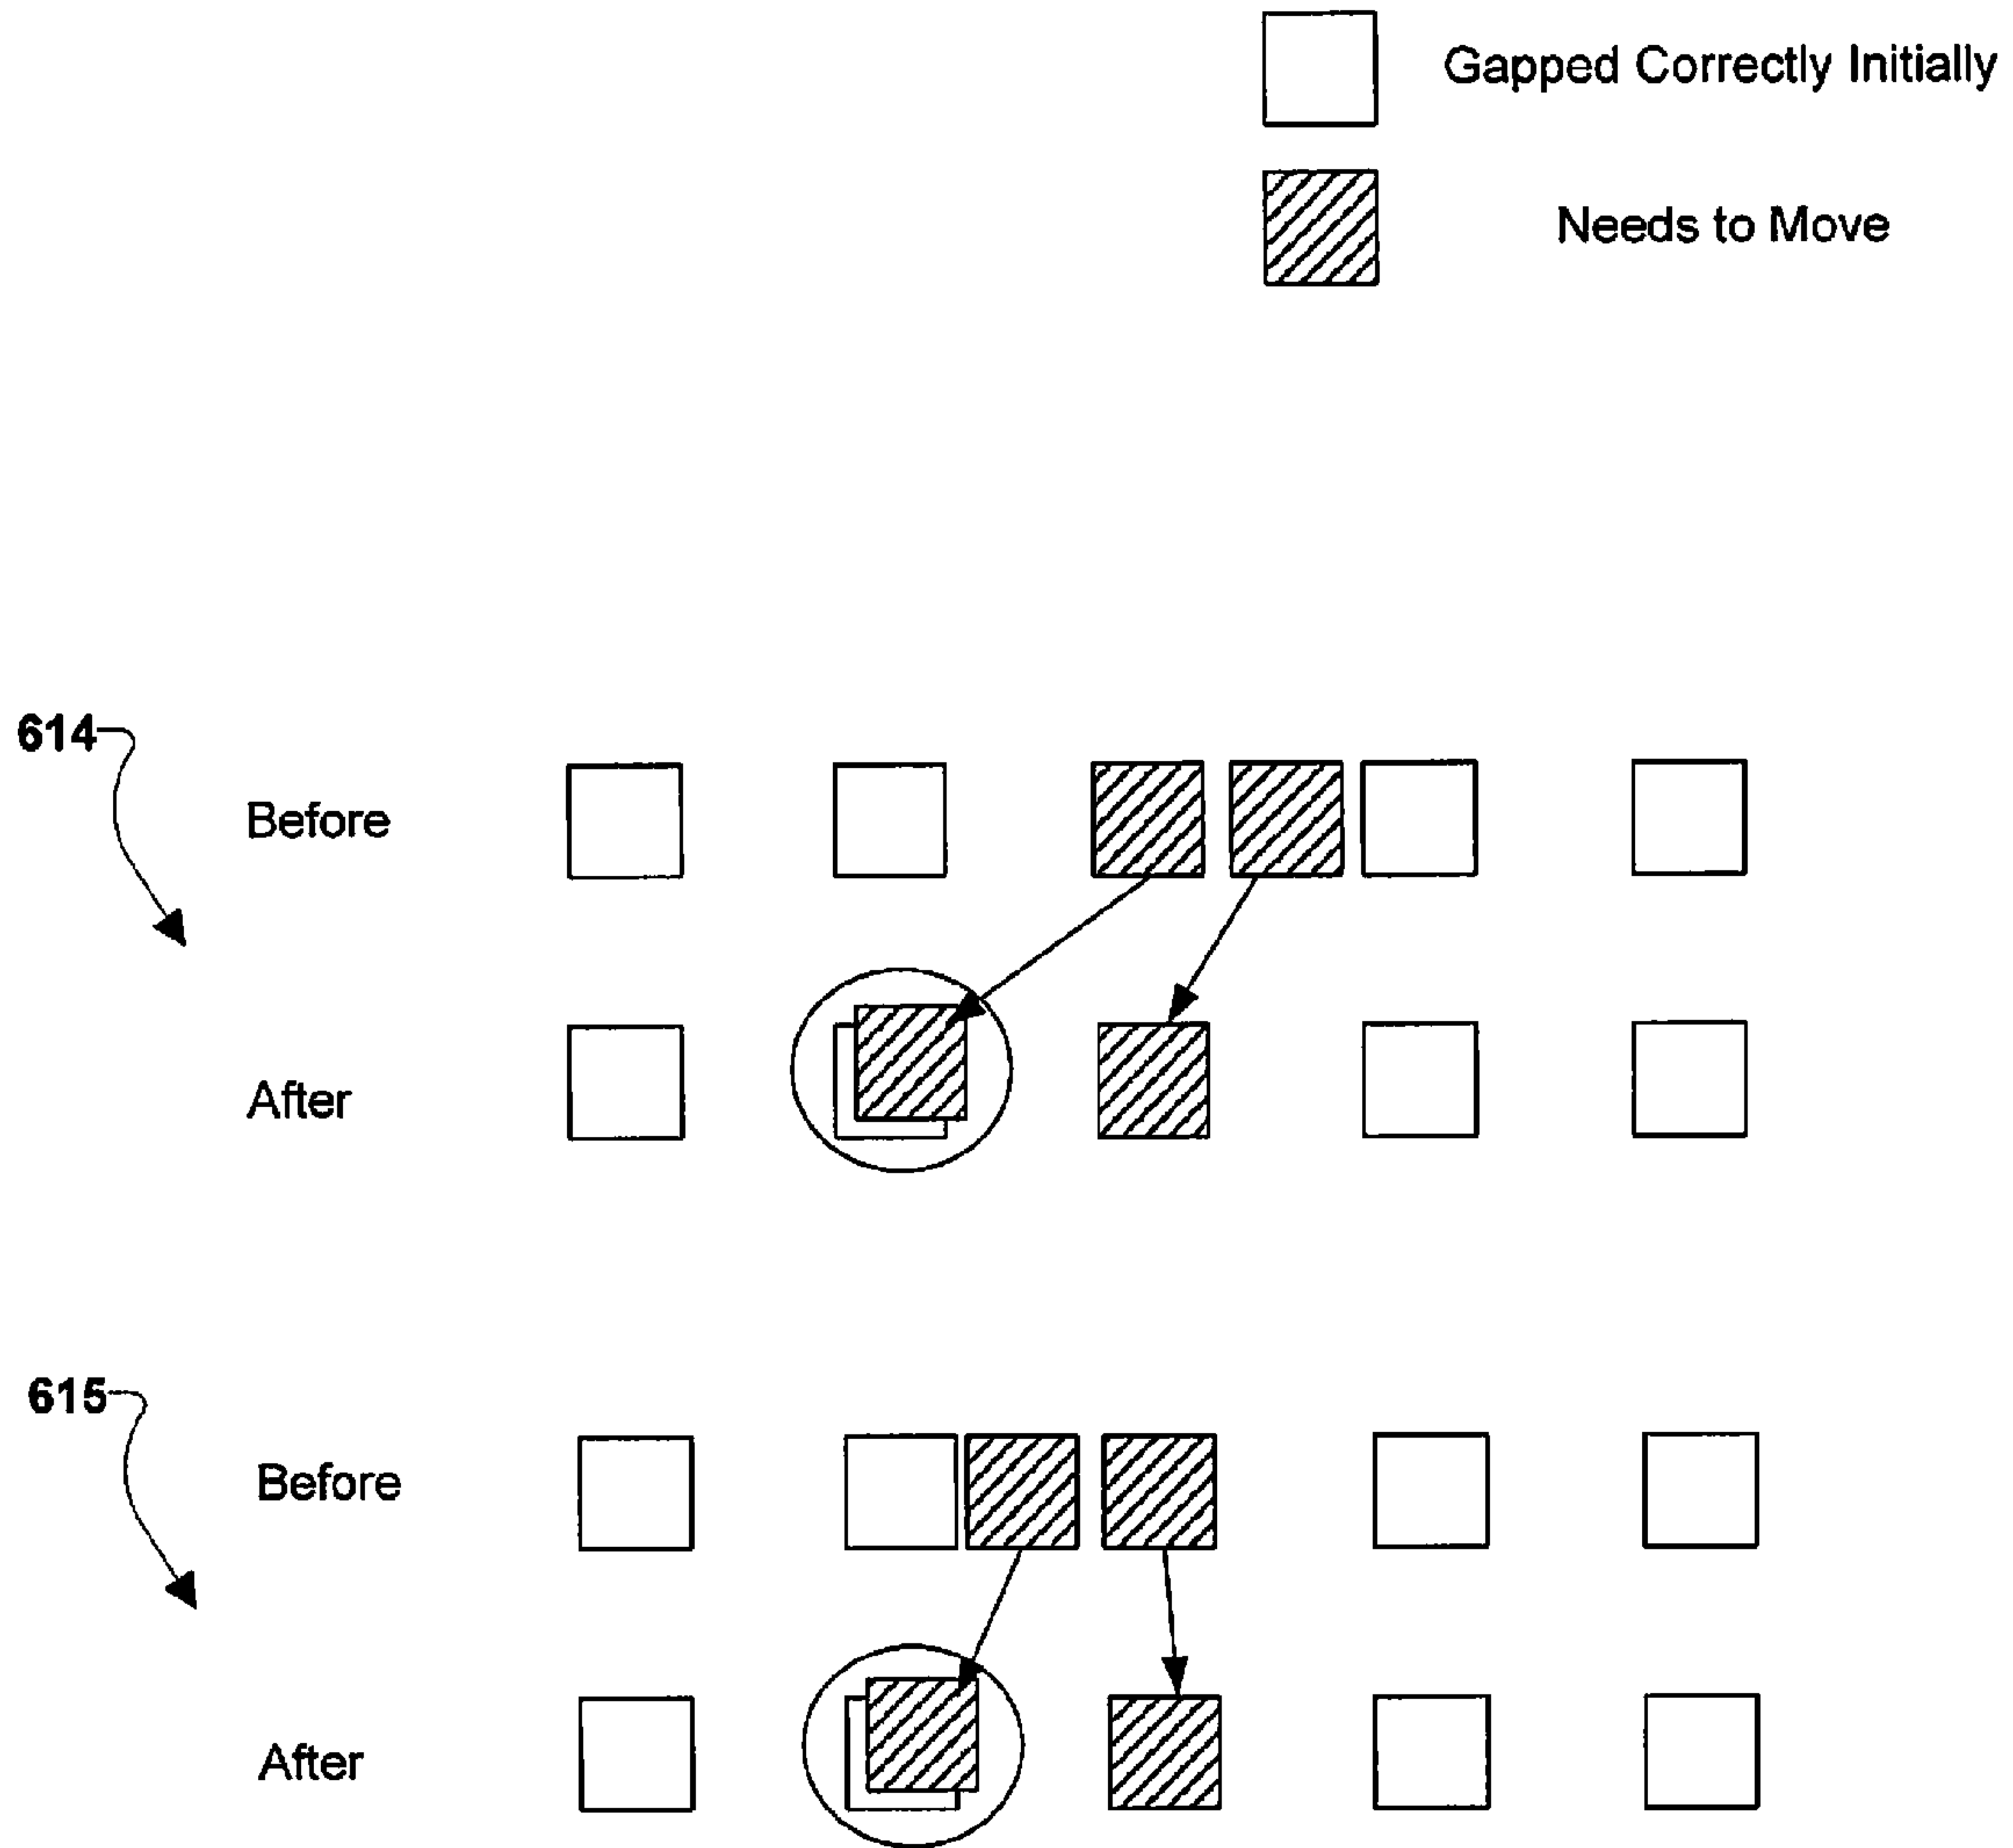 Gapped Correctly Initially
Needs to Move
614
Before
After
615
Before
After